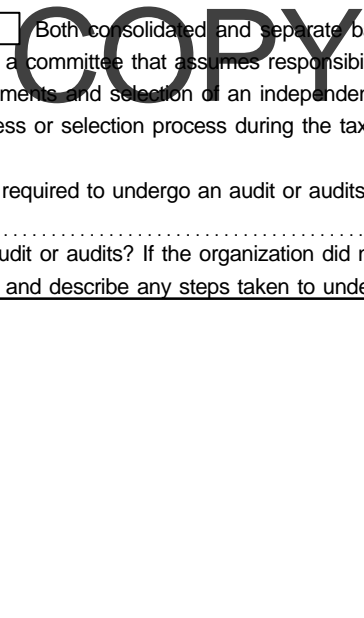 COPY
Both consolidated and separate b
a committee that assumes responsibi
ments and selection of an independen
ess or selection process during the tax
required to undergo an audit or audits
udit or audits? If the organization did
and describe any steps taken to unde